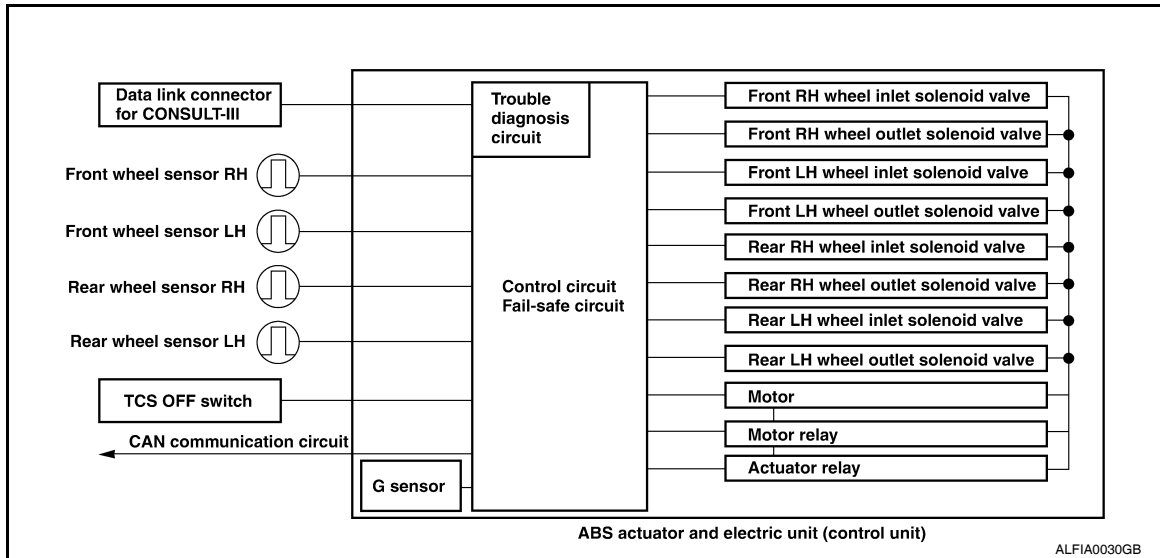 Data link connector
for CONSULT-III
Front wheel sensor RH
Front wheel sensor LH
Rear wheel sensor RH
Rear wheel sensor LH
TCS OFF switch
CAN communication circuit
G sensor
Trouble
diagnosis
circuit
Control circuit
Fail-safe circuit
Front RH wheel inlet solenoid valve
Front RH wheel outlet solenoid valve
Front LH wheel inlet solenoid valve
Front LH wheel outlet solenoid valve
Rear RH wheel inlet solenoid valve
Rear RH wheel outlet solenoid valve
Rear LH wheel inlet solenoid valve
Rear LH wheel outlet solenoid valve
Motor
Motor relay
Actuator relay
ABS actuator and electric unit (control unit)
ALFIA0030GB